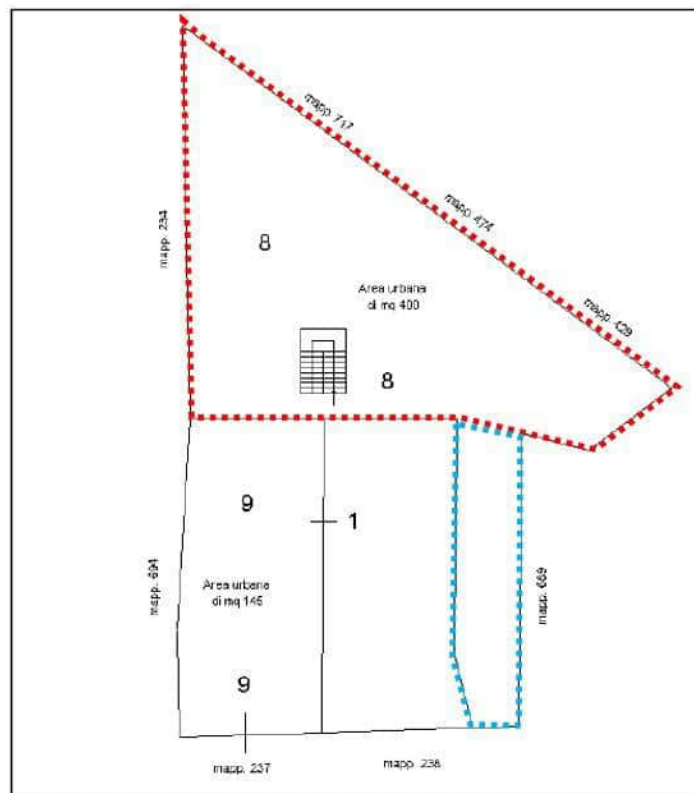 mapp. 717
mapp. 474
mapp. 234
8
Area urbana
di mq 400
mapp. 429
8
9
1
mapp. 694
Area urbana
di mq 145
mapp. 689
9
mapp. 237
mapp. 238